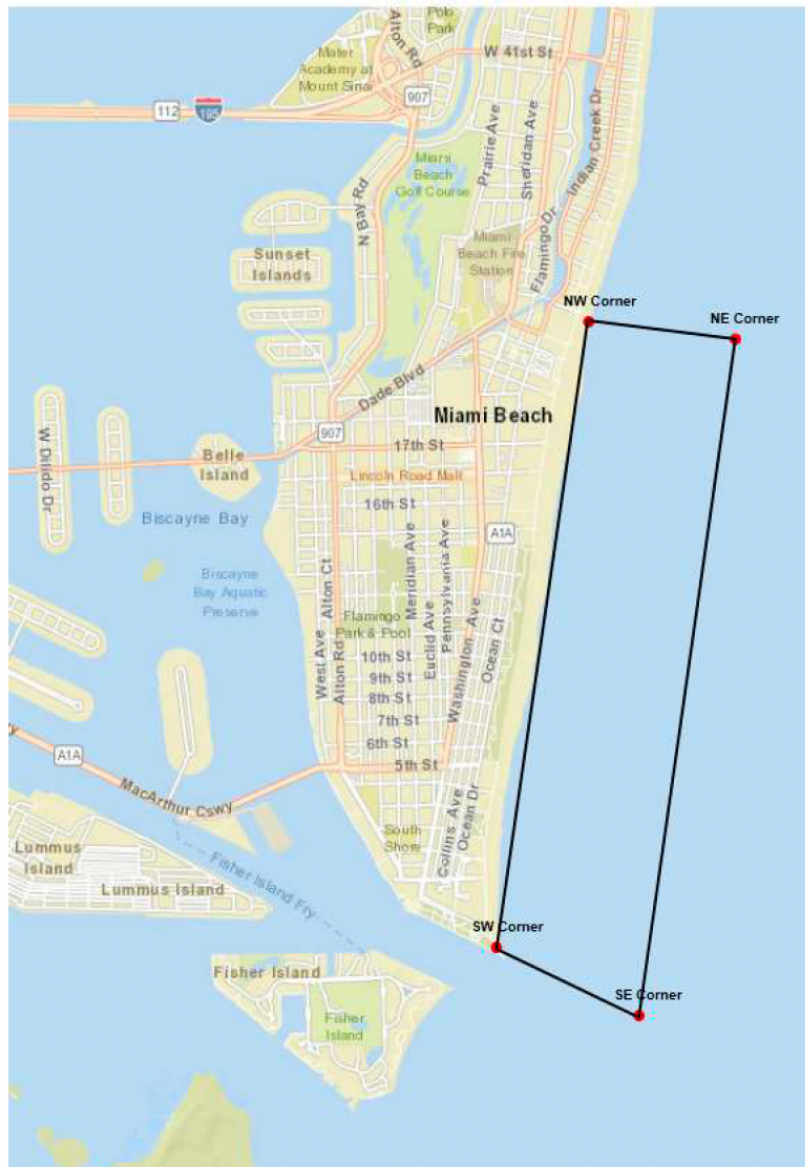 Alton Rd
Polo
Park
Mater
Academy at
Mount Sinai
W 41st St
907
112
195
Prairie Ave
Sheridan Ave
Indian Creek Dr
Miami
Beach
Golf Course
N Bay Rd
Flamingo Dr
Miami
Beach Fire
Station
Sunset
Islands
NW Corner
NE Corner
Dade Blvd
Miami Beach
907
17th St
W Dilido Dr
Belle
Island
Lincoln Road Mall
16th St
Biscayne Bay
A1A
Meridian Ave
Pennsylvania Ave
Biscayne
Bay Aquatic
Preserve
Alton Ct
Flamingo
Park & Pool
Euclid Ave
Washington Ave
Ocean Ct
West Ave
Alton Rd
10th St
9th St
8th St
7th St
6th St
5th St
A1A
MacArthur Cswy
Collins Ave
Ocean Dr
South
Shore
Lummus
Island
Lummus Island
Fisher Island Fry
SW Corner
Fisher Island
SE Corner
Fisher
Island